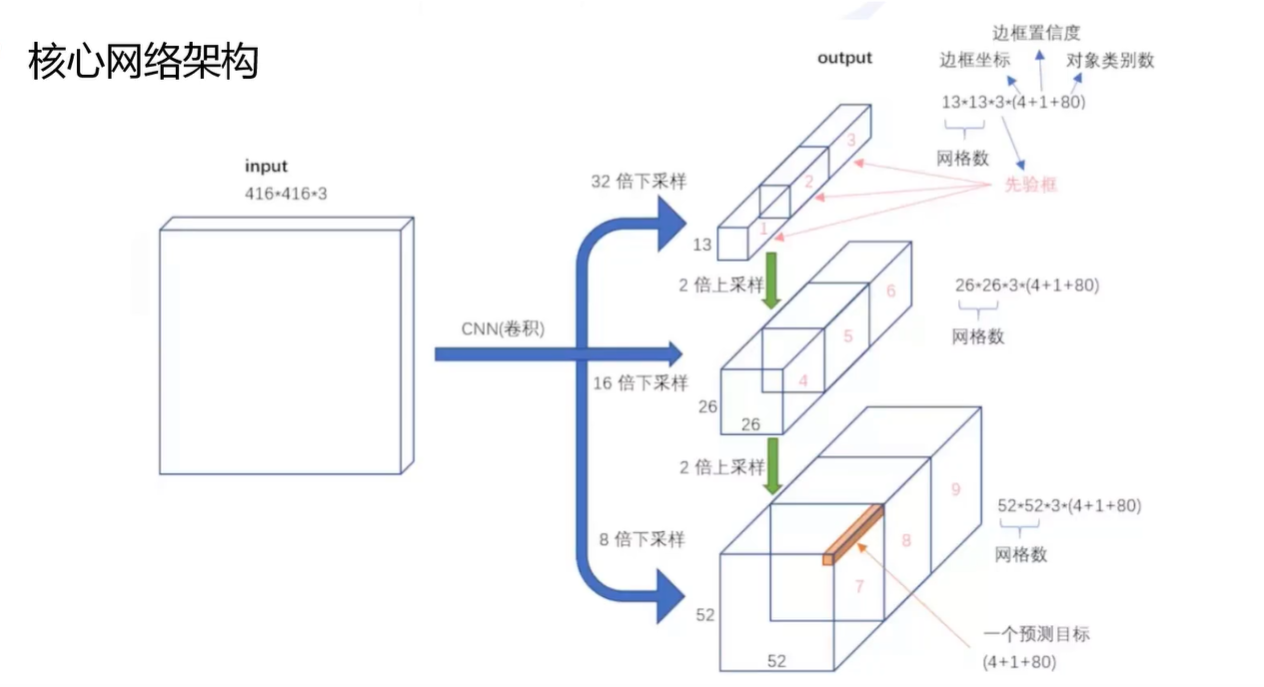 核心网络架构
output
边框置信度
边框坐标
对象类别数
13*13*3*(4+1+80)
网格数
先验框
input
416*416*3
32 倍下采样
3
2
1
13
2 倍上采样
26*26*3*(4+1+80)
网格数
CNN(卷积)
16 倍下采样
6
5
4
26
26
2 倍上采样
8 倍下采样
9
8
7
52*52*3*(4+1+80)
网格数
52
52
一个预测目标
(4+1+80)